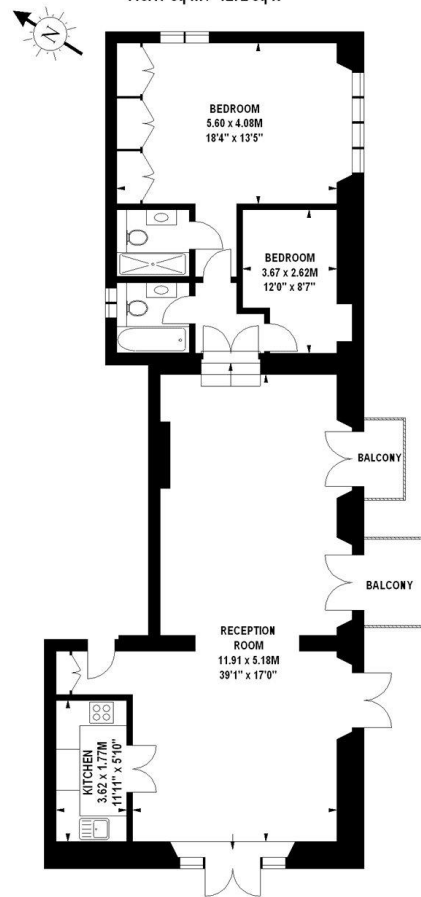 N
BEDROOM
5.60 x 4.08M
18'4" x 13'5"
BEDROOM
3.67 x 2.62M
12'0" x 8'7"
BALCONY
BALCONY
RECEPTION
ROOM
11.91 x 5.18M
39'1" x 17'0"
KITCHEN
3.62 x 1.77M
11'11" x 5'10"